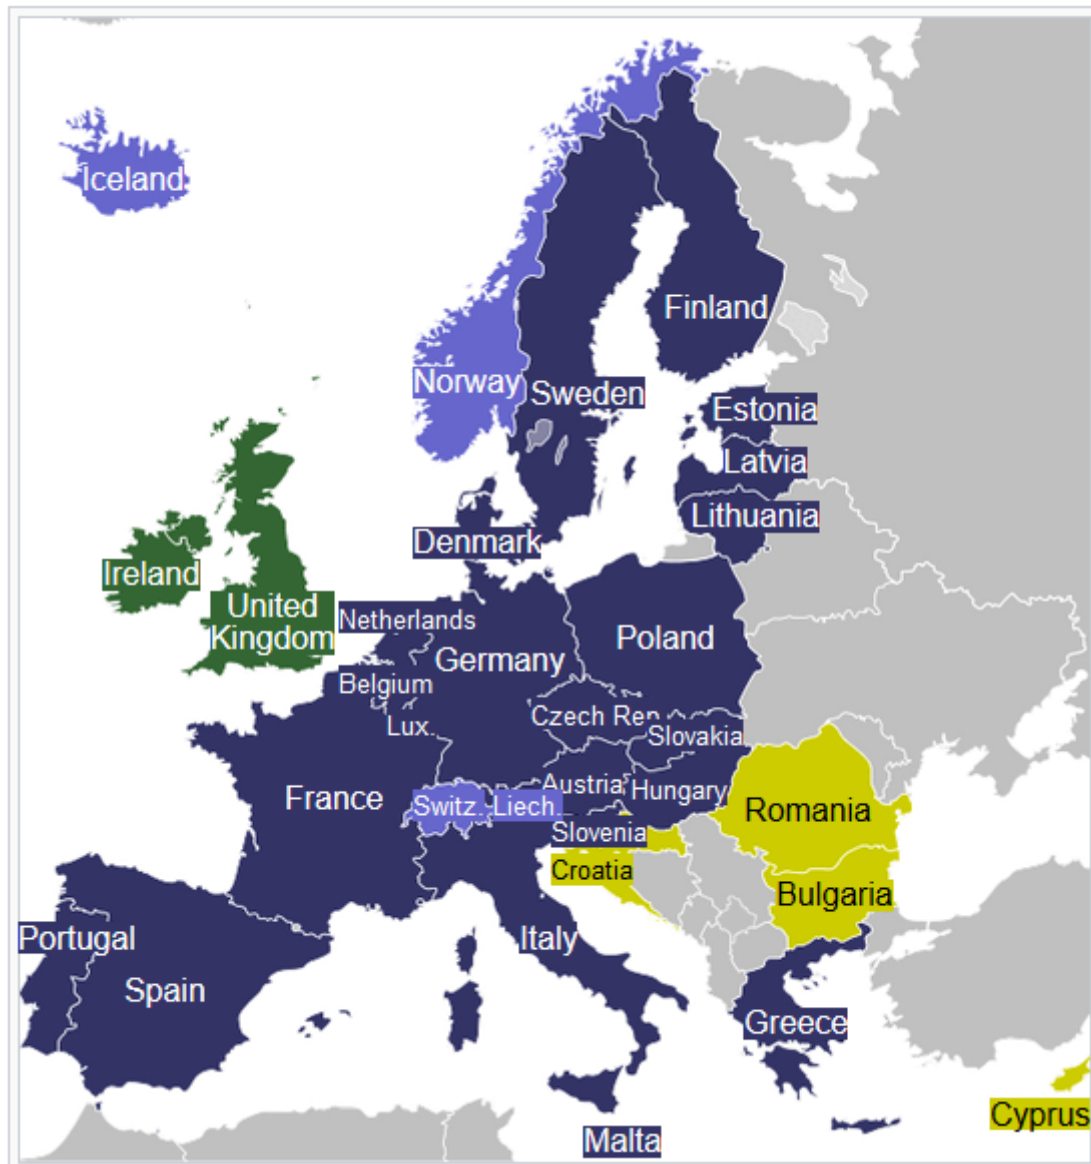 Iceland
Finland
Norway
Sweden
Estonia
Latvia
Lithuania
Denmark
Ireland
United
Kingdom
Netherlands
Poland
Germany
Belgium
Czech Rep.
Lux.
Slovakia
Austria
Hungary
France
Switz.
Liech.
Romania
Slovenia
Croatia
Bulgaria
Portugal
Italy
Spain
Greece
Cyprus
Malta